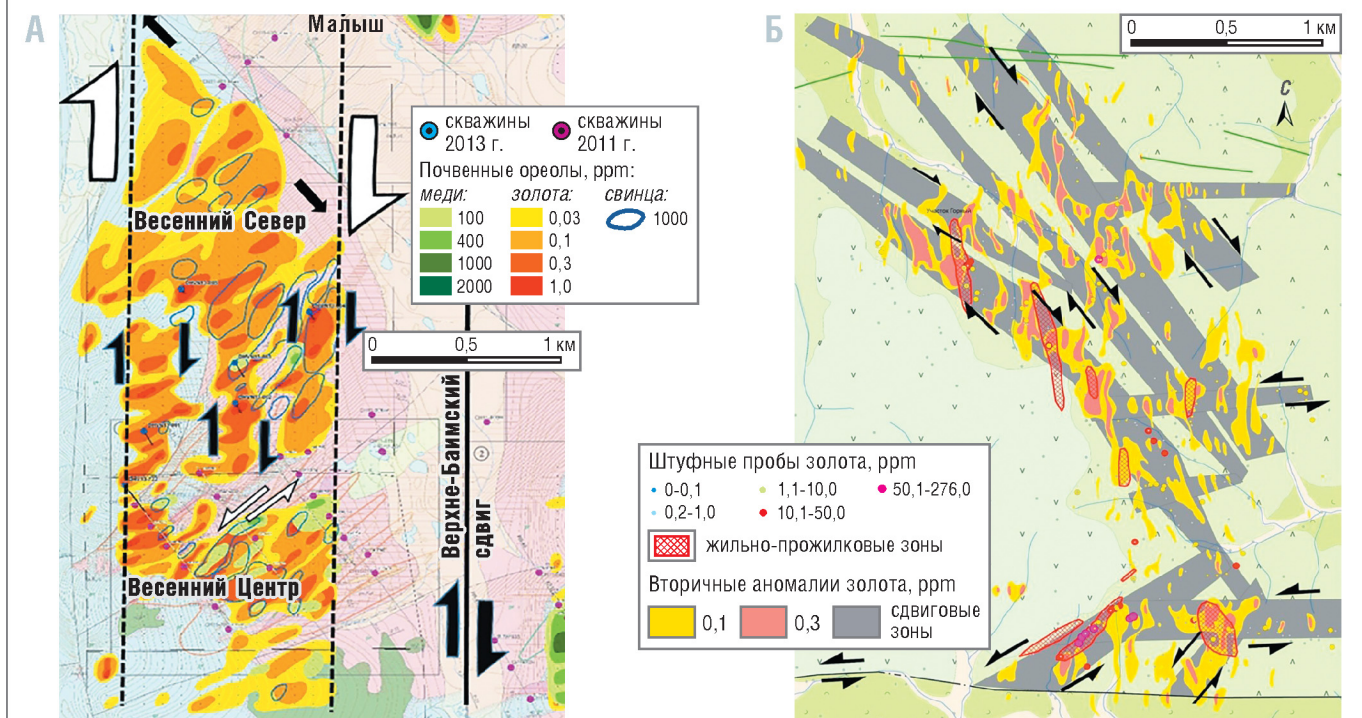 А
Малыш
Весенний Север
Весенний Центр
Верхне-Баимский
сдвиг
2
скважины
2013 г.
скважины
2011 г.
Почвенные ореолы, ppm:
меди: золота: свинца:
100 0,03 1000
400 0,1
1000 0,3
2000 1,0
0 0,5 1 км
Б
0 0,5 1 км
С
Участок Горный
Штуфные пробы золота, ppm
0-0,1 1,1-10,0 50,1-276,0
0,2-1,0 10,1-50,0
жильно-прожилковые зоны
Вторичные аномалии золота, ppm
0,1 0,3 сдвиговые
зоны